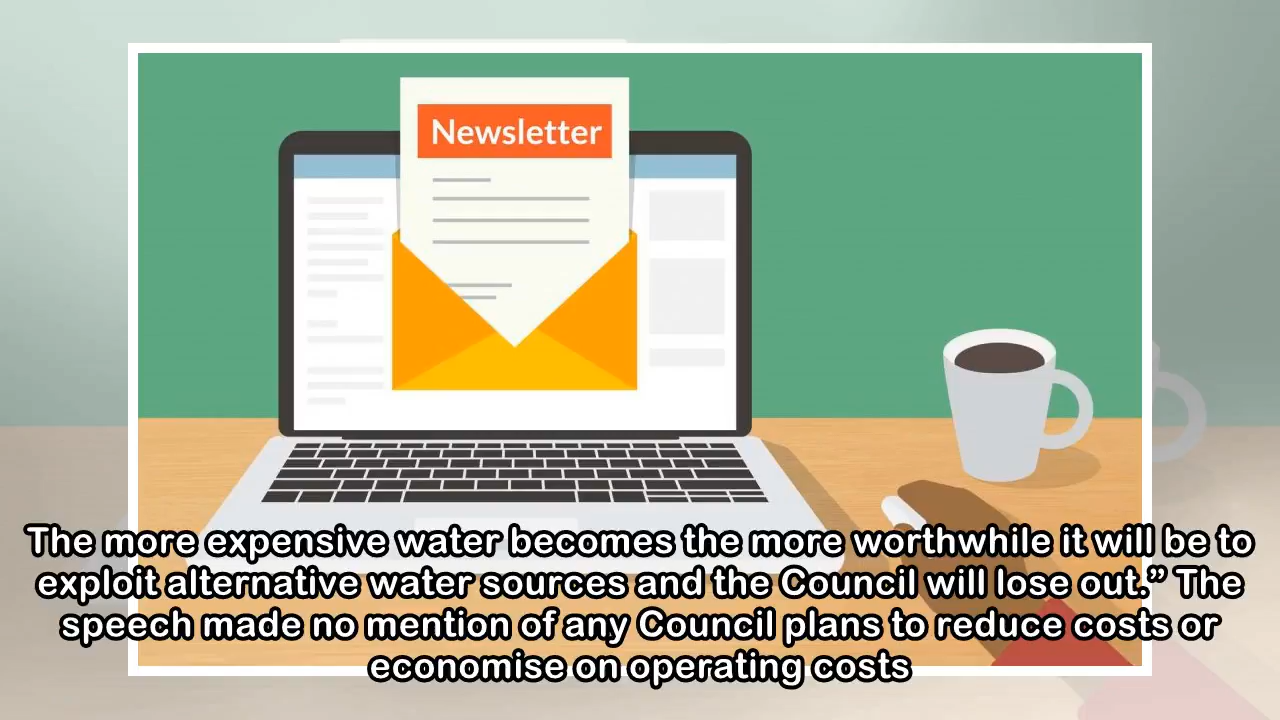 Newsletter
The more expensive water becomes the more worthwhile it will be to
exploit alternative water sources and the Council will lose out.” The
speech made no mention of any Council plans to reduce costs or
economise on operating costs